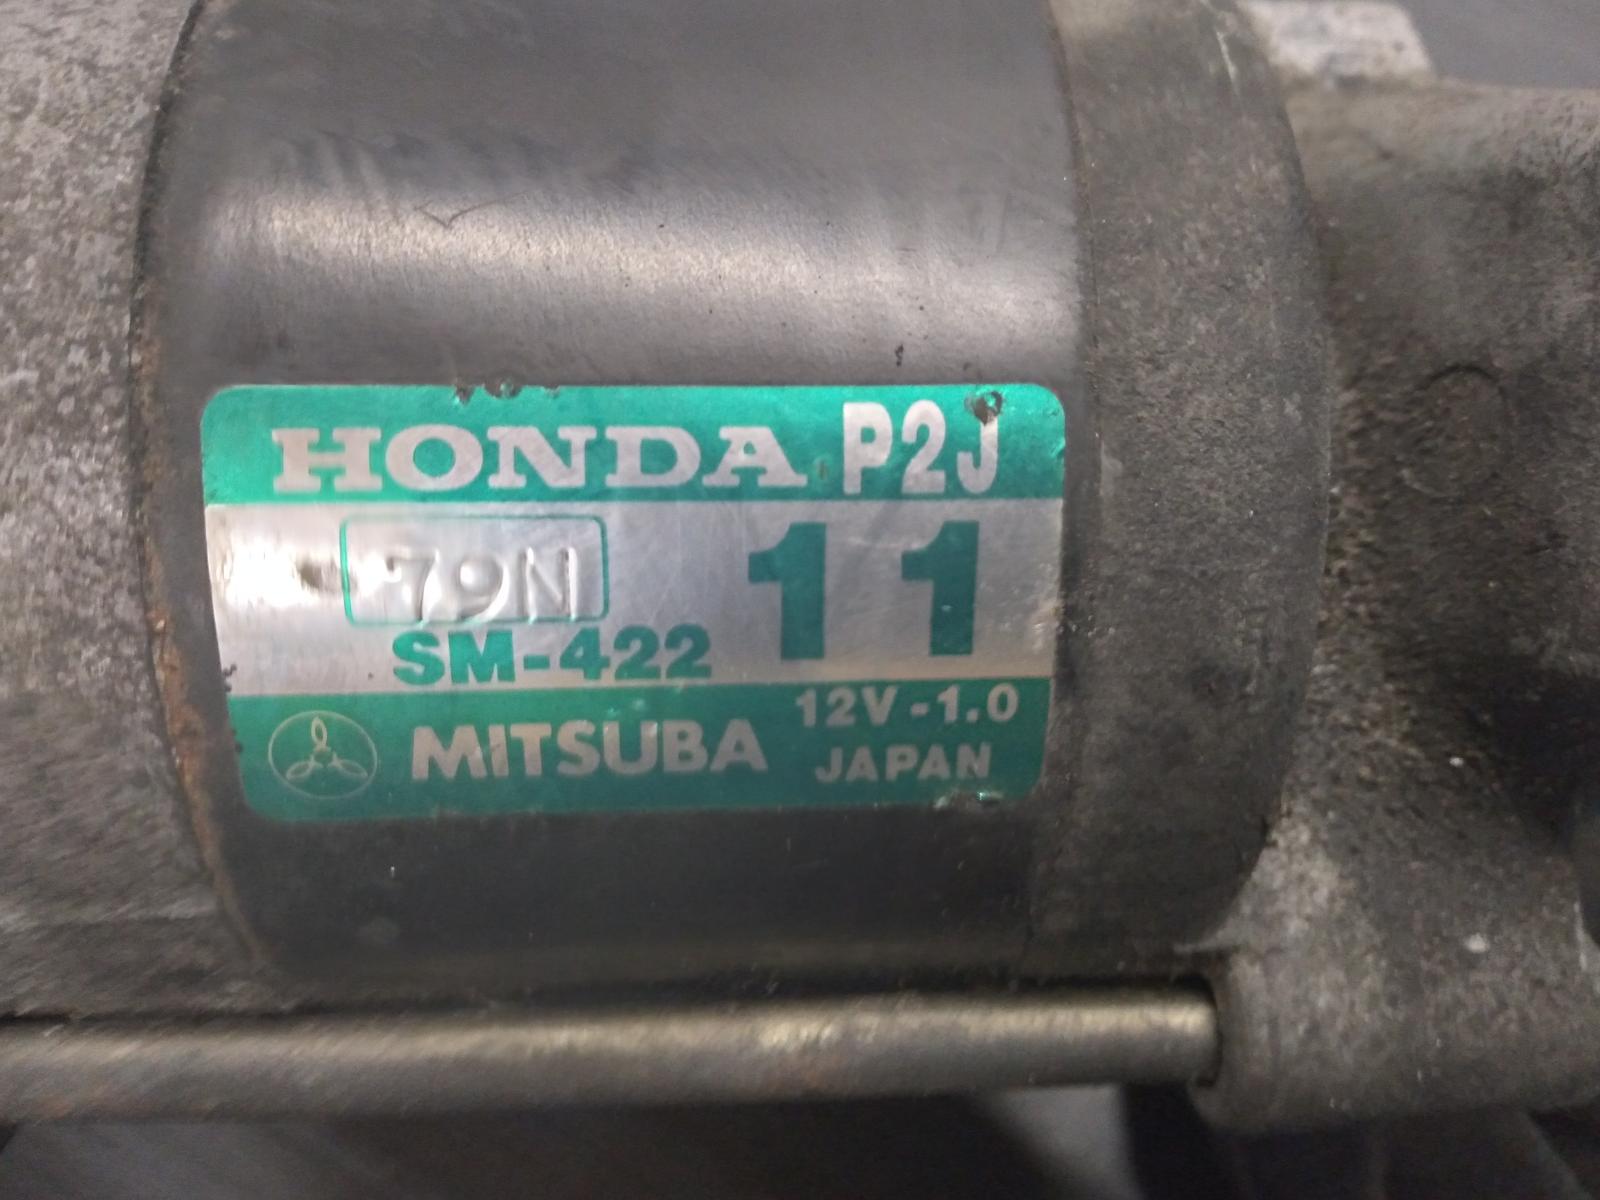 HONDA P2J
79N
11
SM-422
MITSUBA
12V-1.0
JAPAN